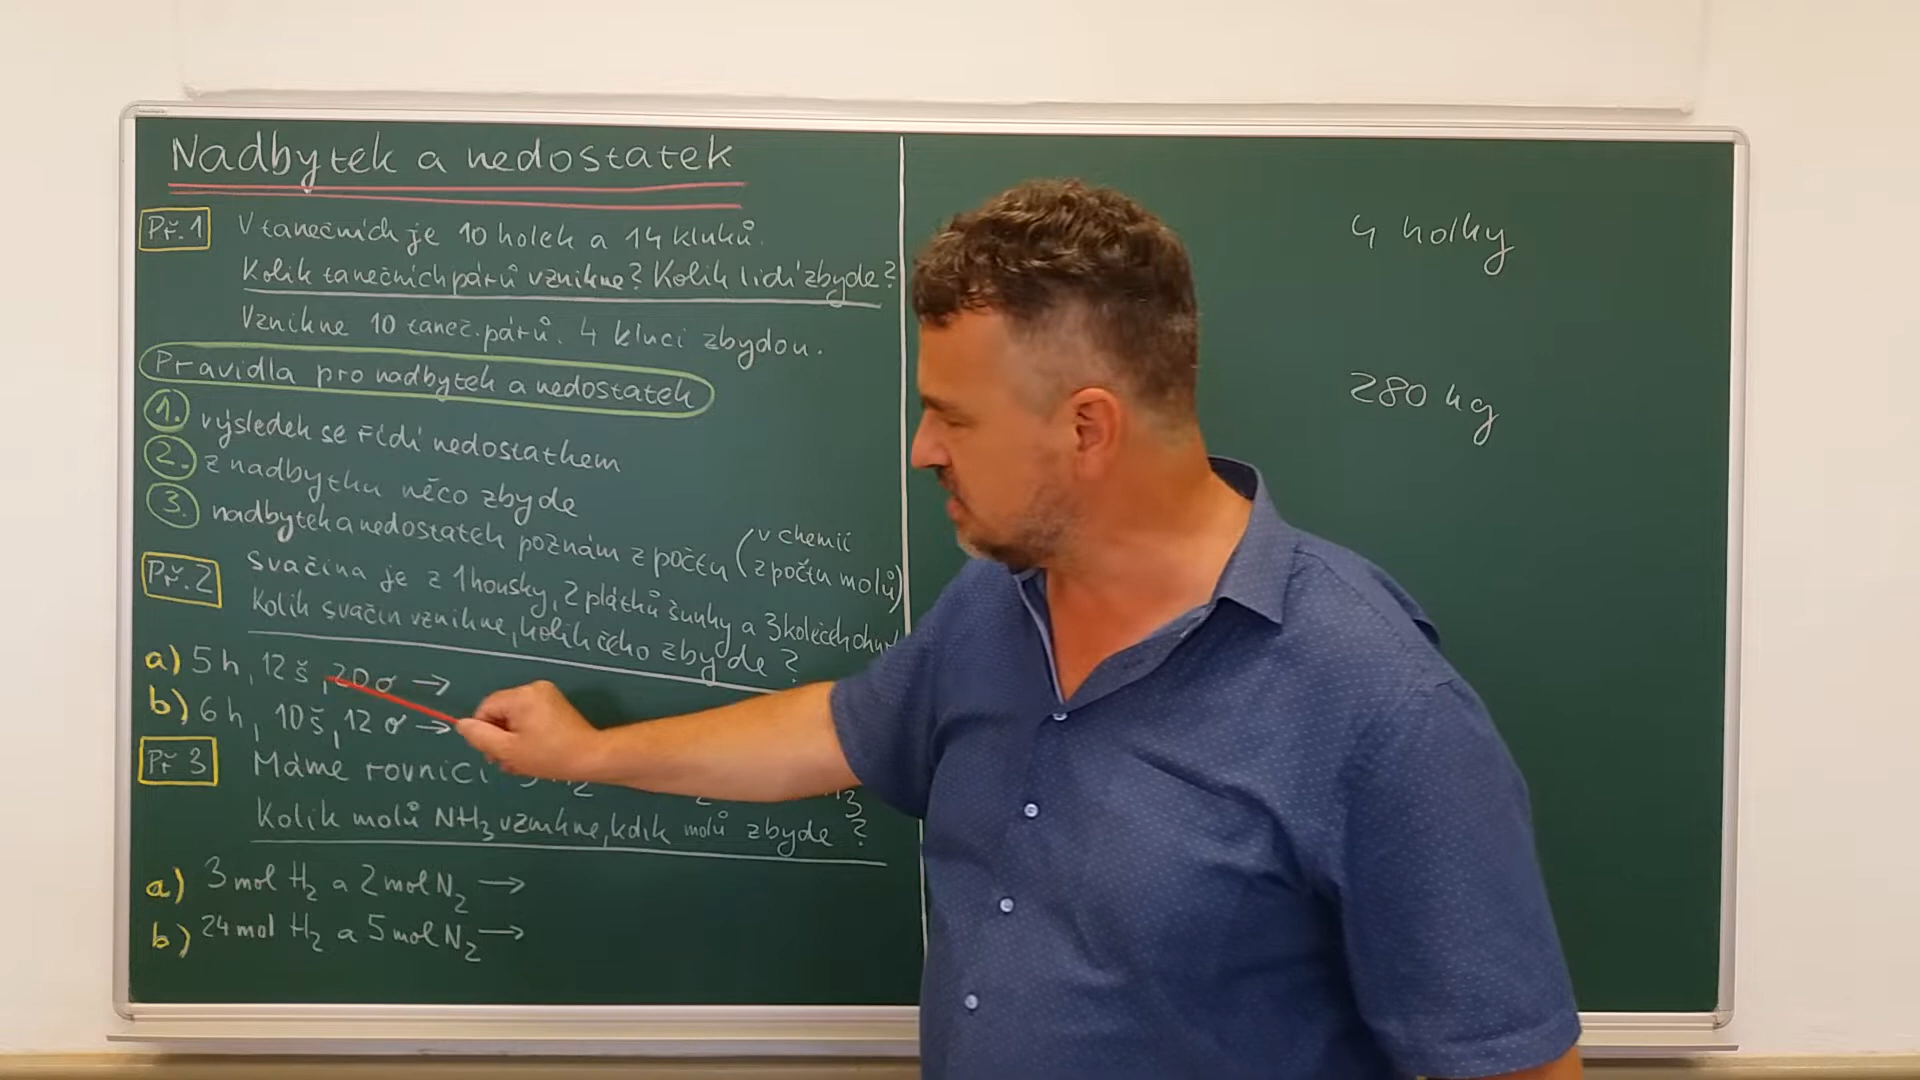 Nadbytek a nedostatek
Př.1 V tanečních je 10 holek a 14 kluků.
Kolik tanečních párů vznikne? Kolik lidí zbyde?
Vznikne 10 taneč. párů. 4 kluci zbydou.
Pravidla pro nadbytek a nedostatek
1. výsledek se řídí nedostatkem
2. z nadbytku něco zbyde
3. nadbytek a nedostatek poznám z počtu (v chemii
z počtu molů)
Př.2 Svačina je z 1 housky, 2 plátků šunky a 3 koleček
Kolik svačin vznikne, kolik čeho zbyde?
a) 5 h, 12 š, 20 o →
b) 6 h, 10 š, 12 o →
Př 3 Máme rovnici
Kolik molů NH₃ vznikne, kolik molů zbyde?
a) 3 mol H₂ a 2 mol N₂ →
b) 24 mol H₂ a 5 mol N₂ →
4 holky
280 kg